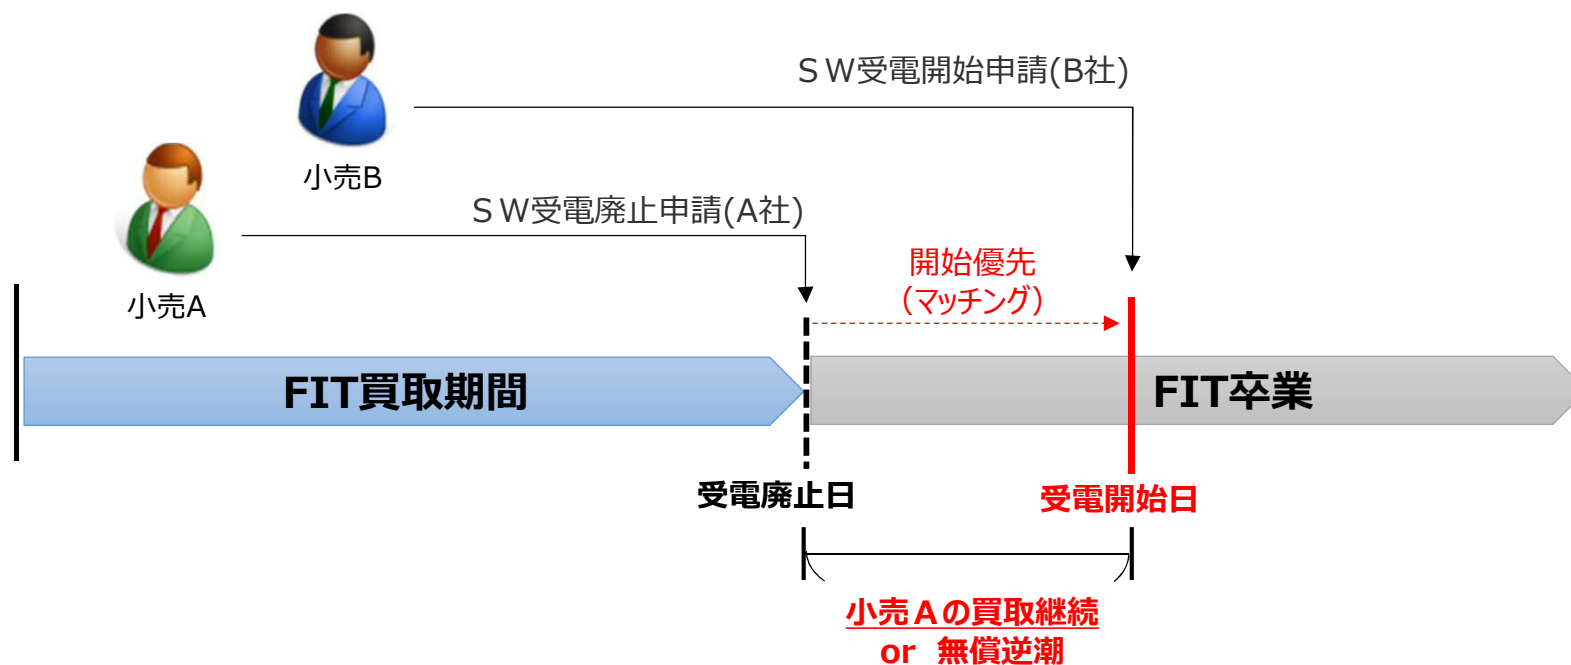 ＳＷ受電開始申請(B社)
小売B
ＳＷ受電廃止申請(A社)
小売A
開始優先
（マッチング）
FIT買取期間
FIT卒業
受電廃止日
受電開始日
小売Ａの買取継続
or 無償逆潮